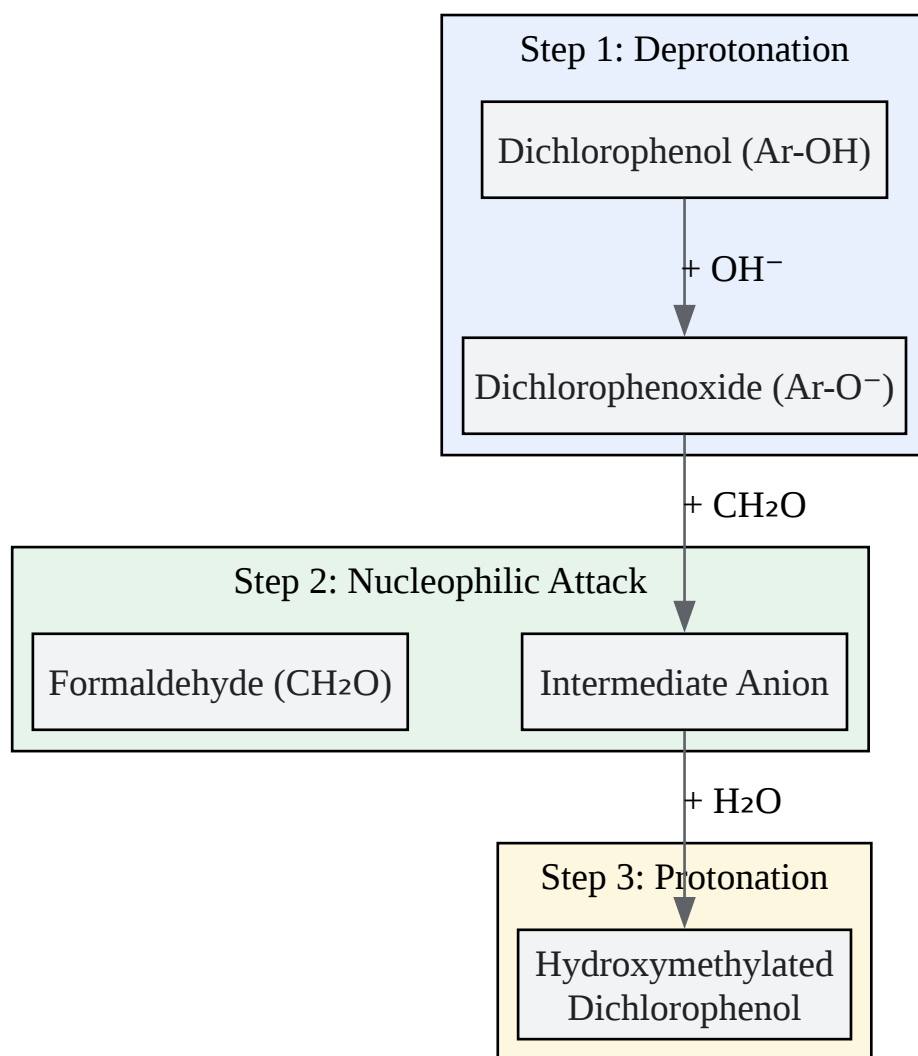 Step 1: Deprotonation
Dichlorophenol (Ar-OH)
+ OH⁻
Dichlorophenoxide (Ar-O⁻)
+ CH₂O
Step 2: Nucleophilic Attack
Formaldehyde (CH₂O)
Intermediate Anion
+ H₂O
Step 3: Protonation
Hydroxymethylated
Dichlorophenol